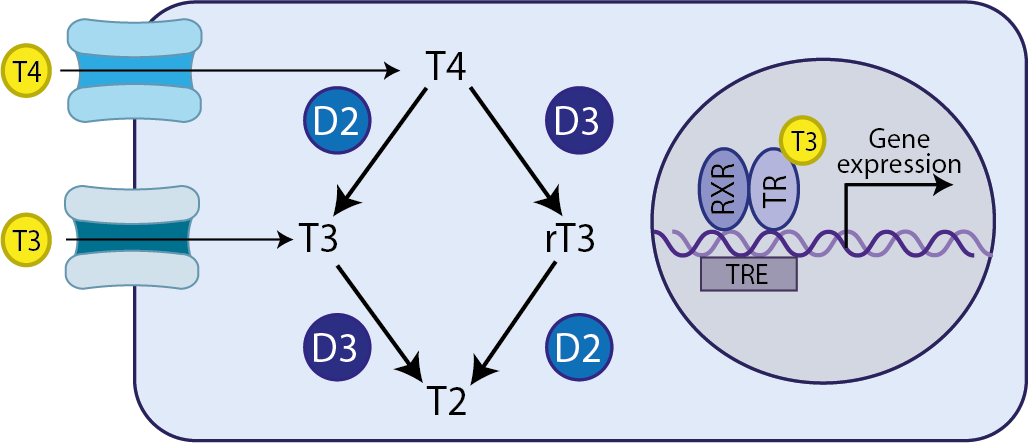 T4
T4
D2
D3
T3
Gene
expression
RXR
TR
T3
T3
rT3
TRE
D3
D2
T2